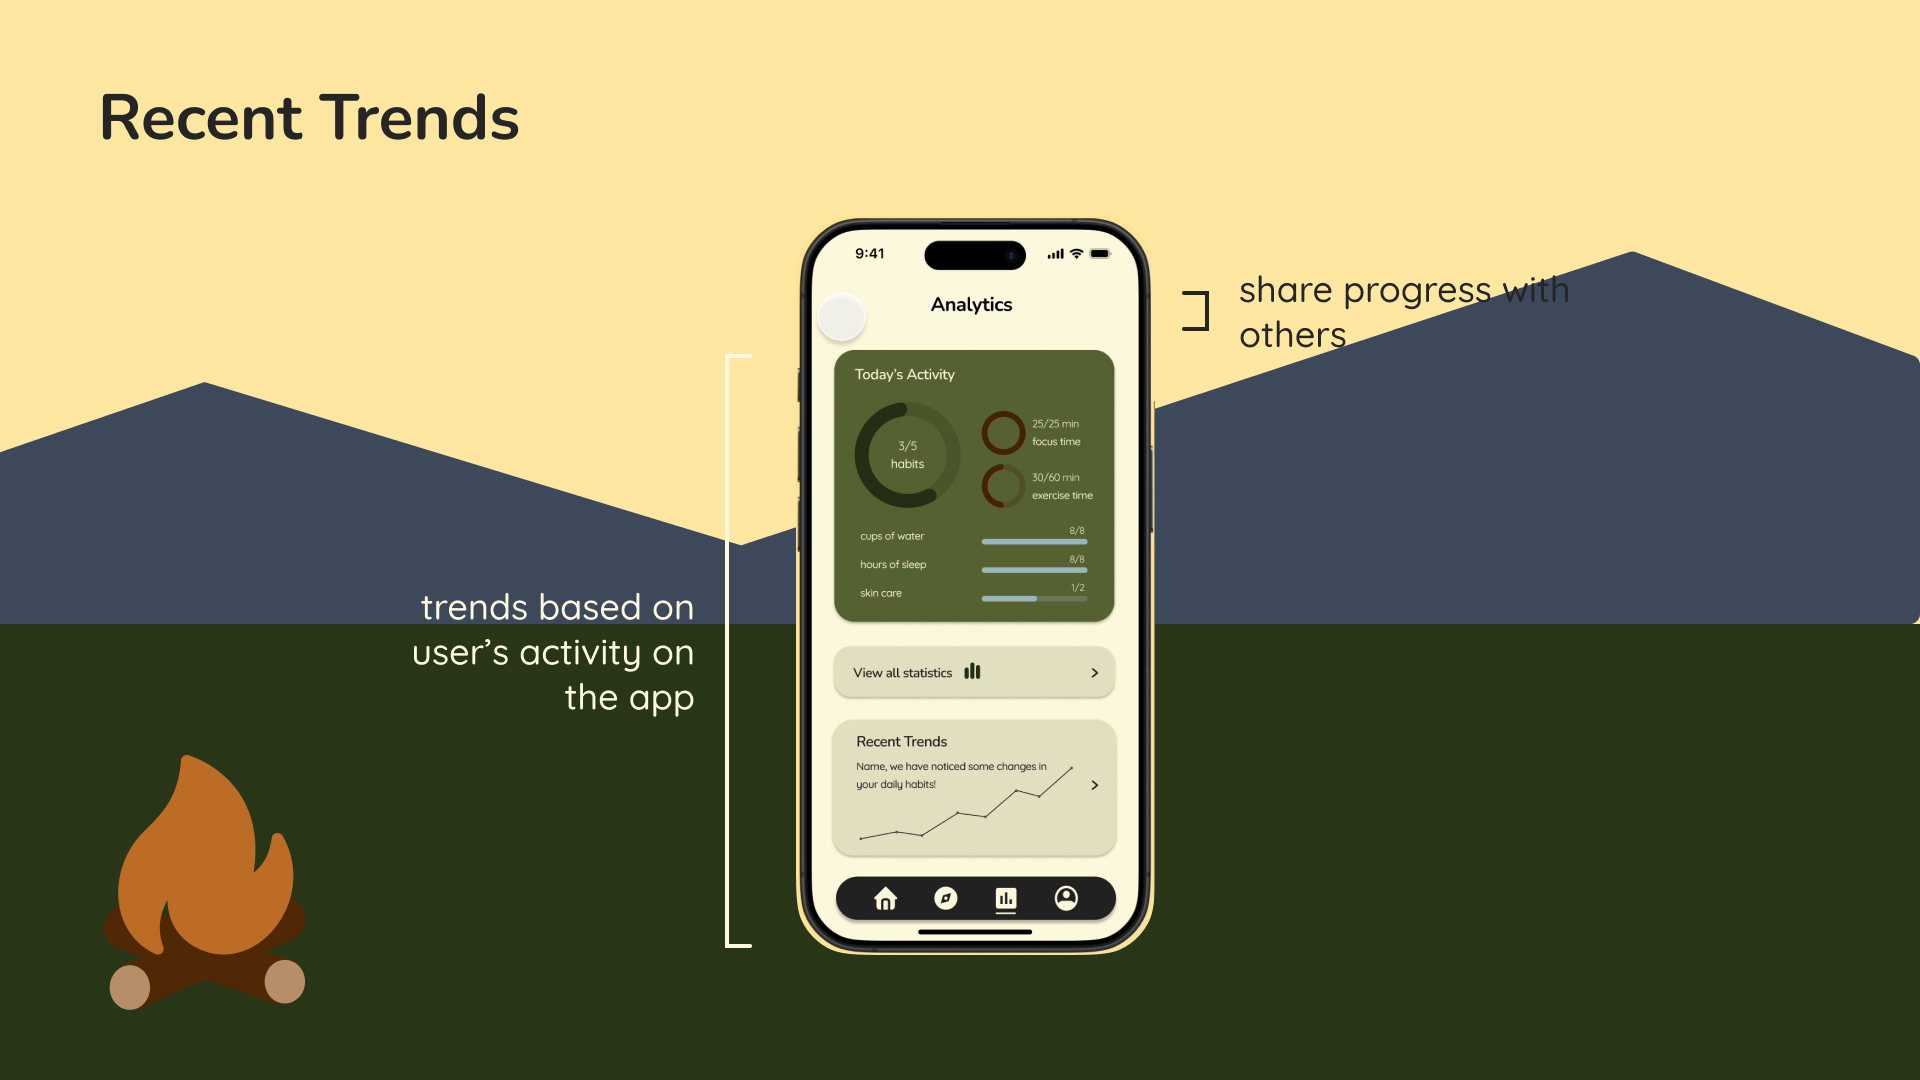 Recent Trends
9:41
Analytics
share progress with
others
Today's Activity
3/5
habits
25/25 min
focus time
30/60 min
exercise time
cups of water
8/8
hours of sleep
8/8
skin care
1/2
trends based on
user's activity on
the app
View all statistics
Recent Trends
Name, we have noticed some changes in
your daily habits!